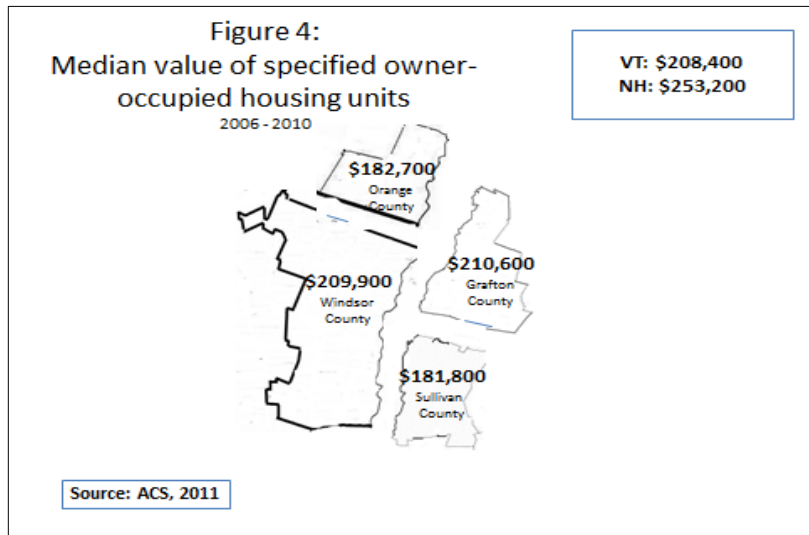 Figure 4:
Median value of specified owner-
occupied housing units
2006 - 2010
VT: $208,400
NH: $253,200
$182,700
Orange
County
$210,600
Grafton
County
$209,900
Windsor
County
$181,800
Sullivan
County
Source: ACS, 2011